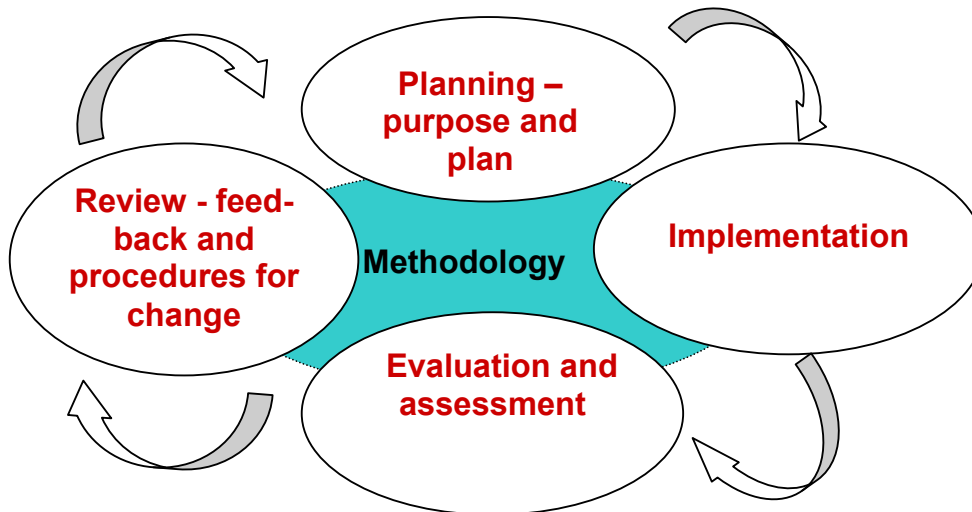 Planning –
purpose and
plan
Implementation
Evaluation and
assessment
Review - feed-
back and
procedures for
change
Methodology